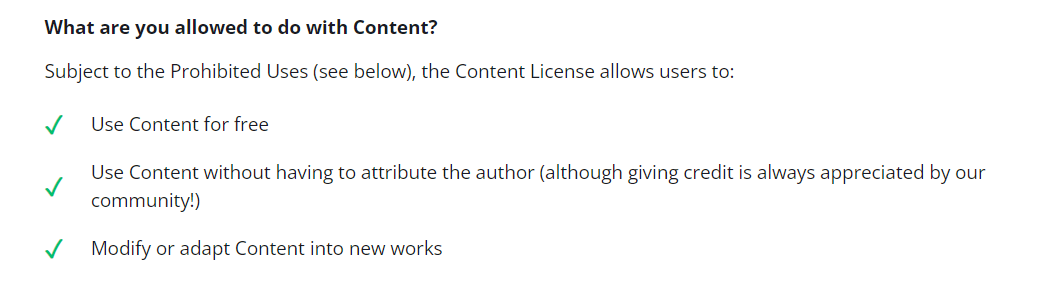 What are you allowed to do with Content?
Subject to the Prohibited Uses (see below), the Content License allows users to:
Use Content for free
Use Content without having to attribute the author (although giving credit is always appreciated by our
community!)
Modify or adapt Content into new works